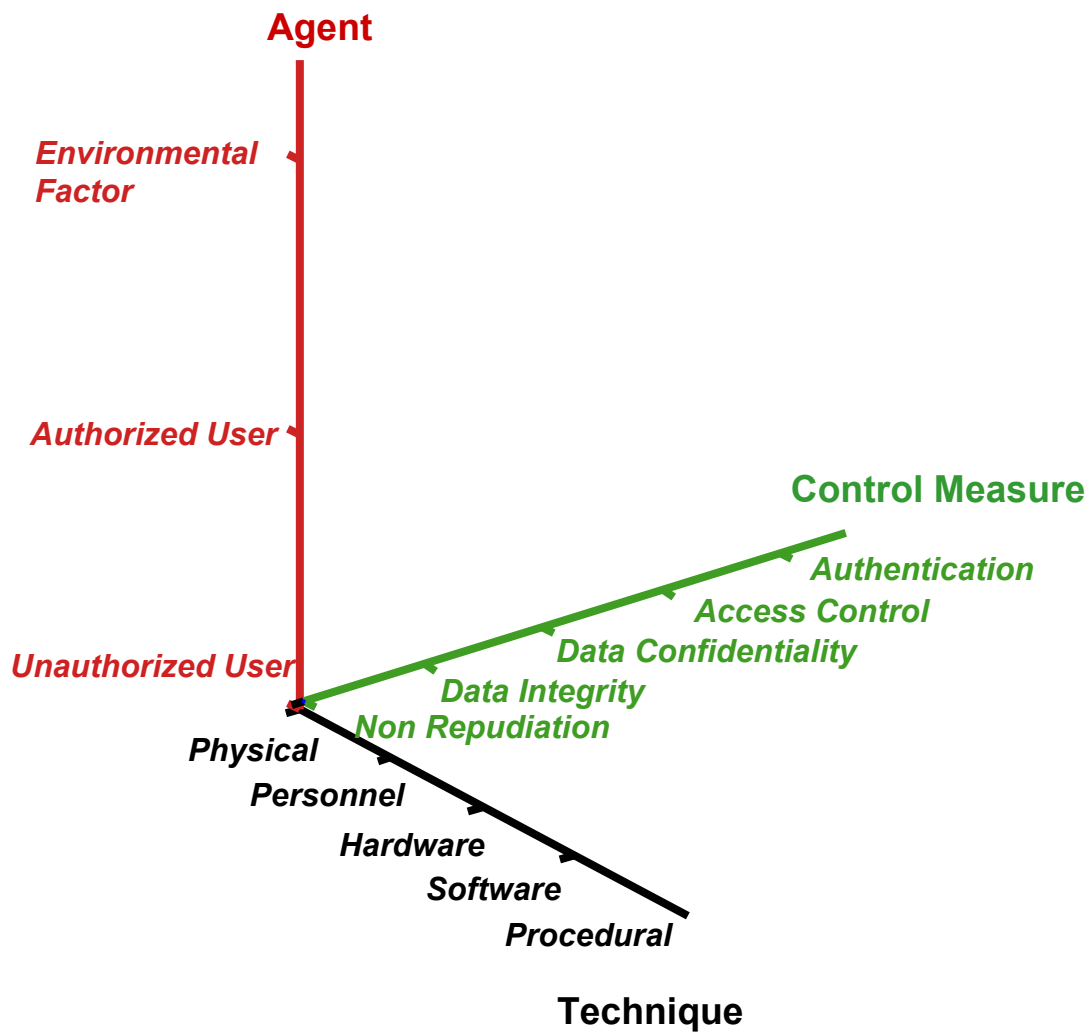 Agent
Environmental
Factor
Authorized User
Unauthorized User
Control Measure
Authentication
Access Control
Data Confidentiality
Data Integrity
Non Repudiation
Physical
Personnel
Hardware
Software
Procedural
Technique